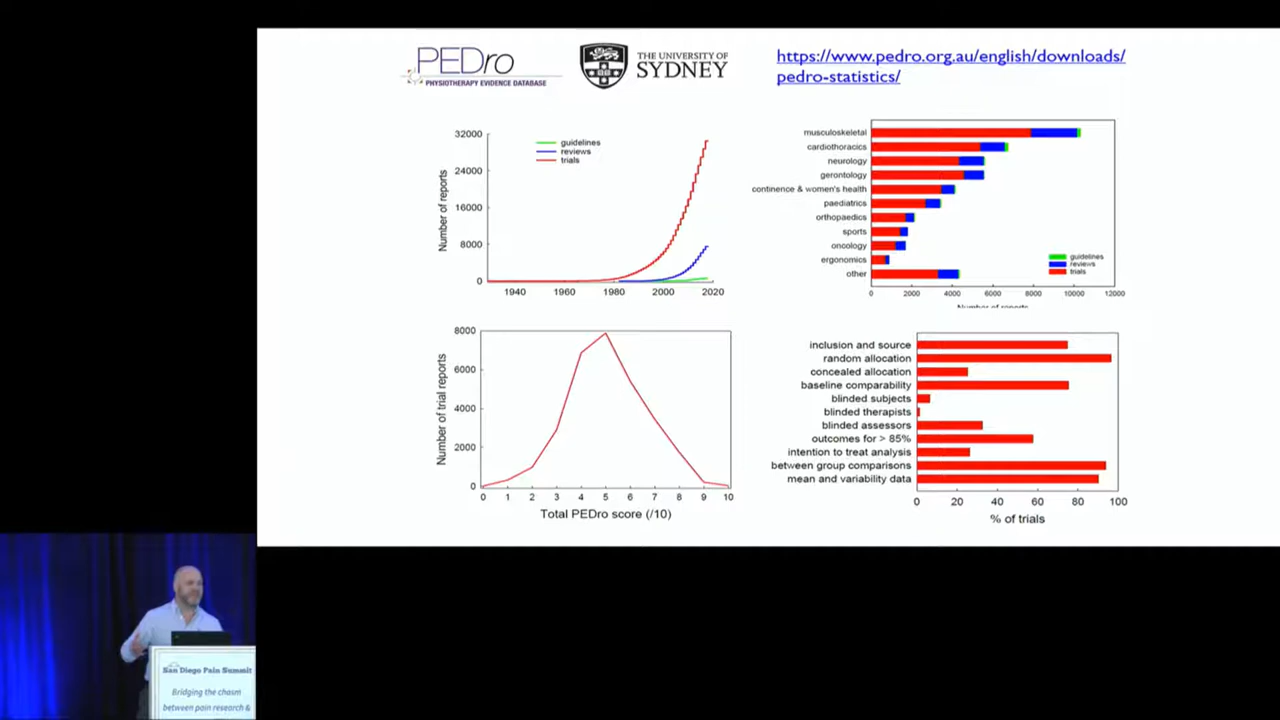 PEDro
PHYSIOTHERAPY EVIDENCE DATABASE
THE UNIVERSITY OF
SYDNEY
https://www.pedro.org.au/english/downloads/
pedro-statistics/
32000
24000
16000
8000
0
Number of reports
guidelines
reviews
trials
1940
1960
1980
2000
2020
musculoskeletal
cardiothoracics
neurology
gerontology
continence & women's health
paediatrics
orthopaedics
sports
oncology
ergonomics
other
guidelines
reviews
trials
0
2000
4000
6000
8000
10000
12000
Number of reports
8000
6000
4000
2000
0
Number of trial reports
0
1
2
3
4
5
6
7
8
9
10
Total PEDro score (/10)
inclusion and source
random allocation
concealed allocation
baseline comparability
blinded subjects
blinded therapists
blinded assessors
outcomes for > 85%
intention to treat analysis
between group comparisons
mean and variability data
0
20
40
60
80
100
% of trials
San Diego Pain Summit
Bridging the chasm
between pain research &